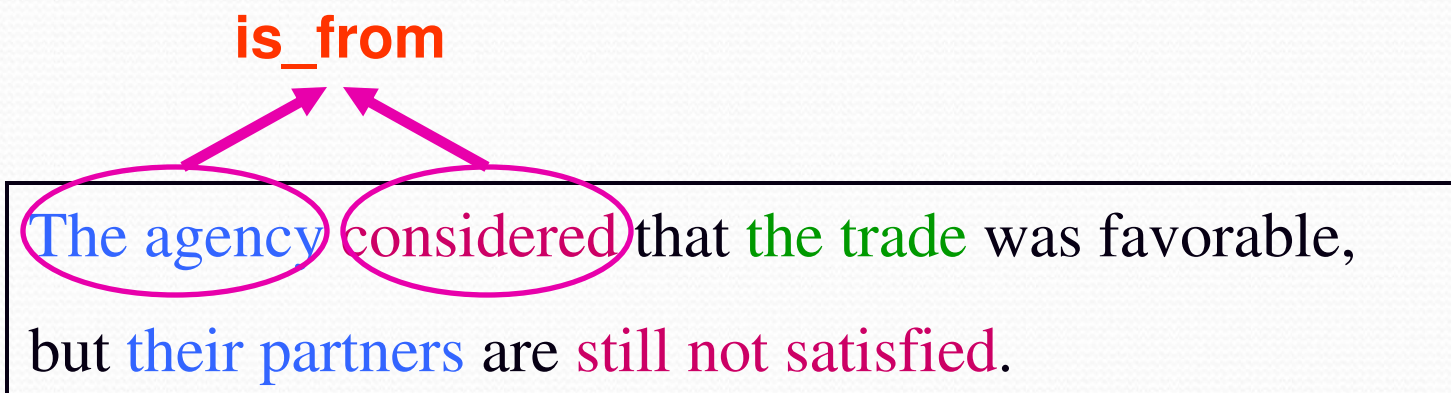 is_from
The agency considered that the trade was favorable,
but their partners are still not satisfied.